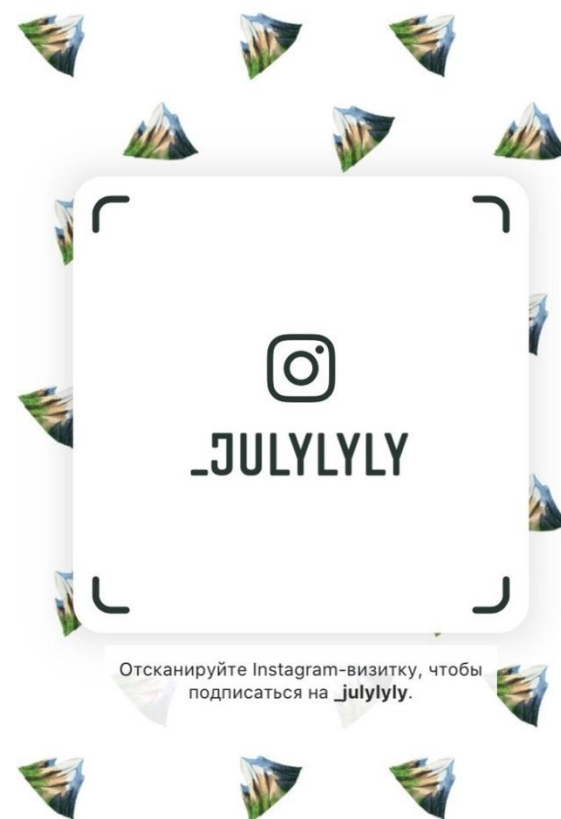 _JULYLYLY
Отсканируйте Instagram-визитку, чтобы
подписаться на _julylyly.